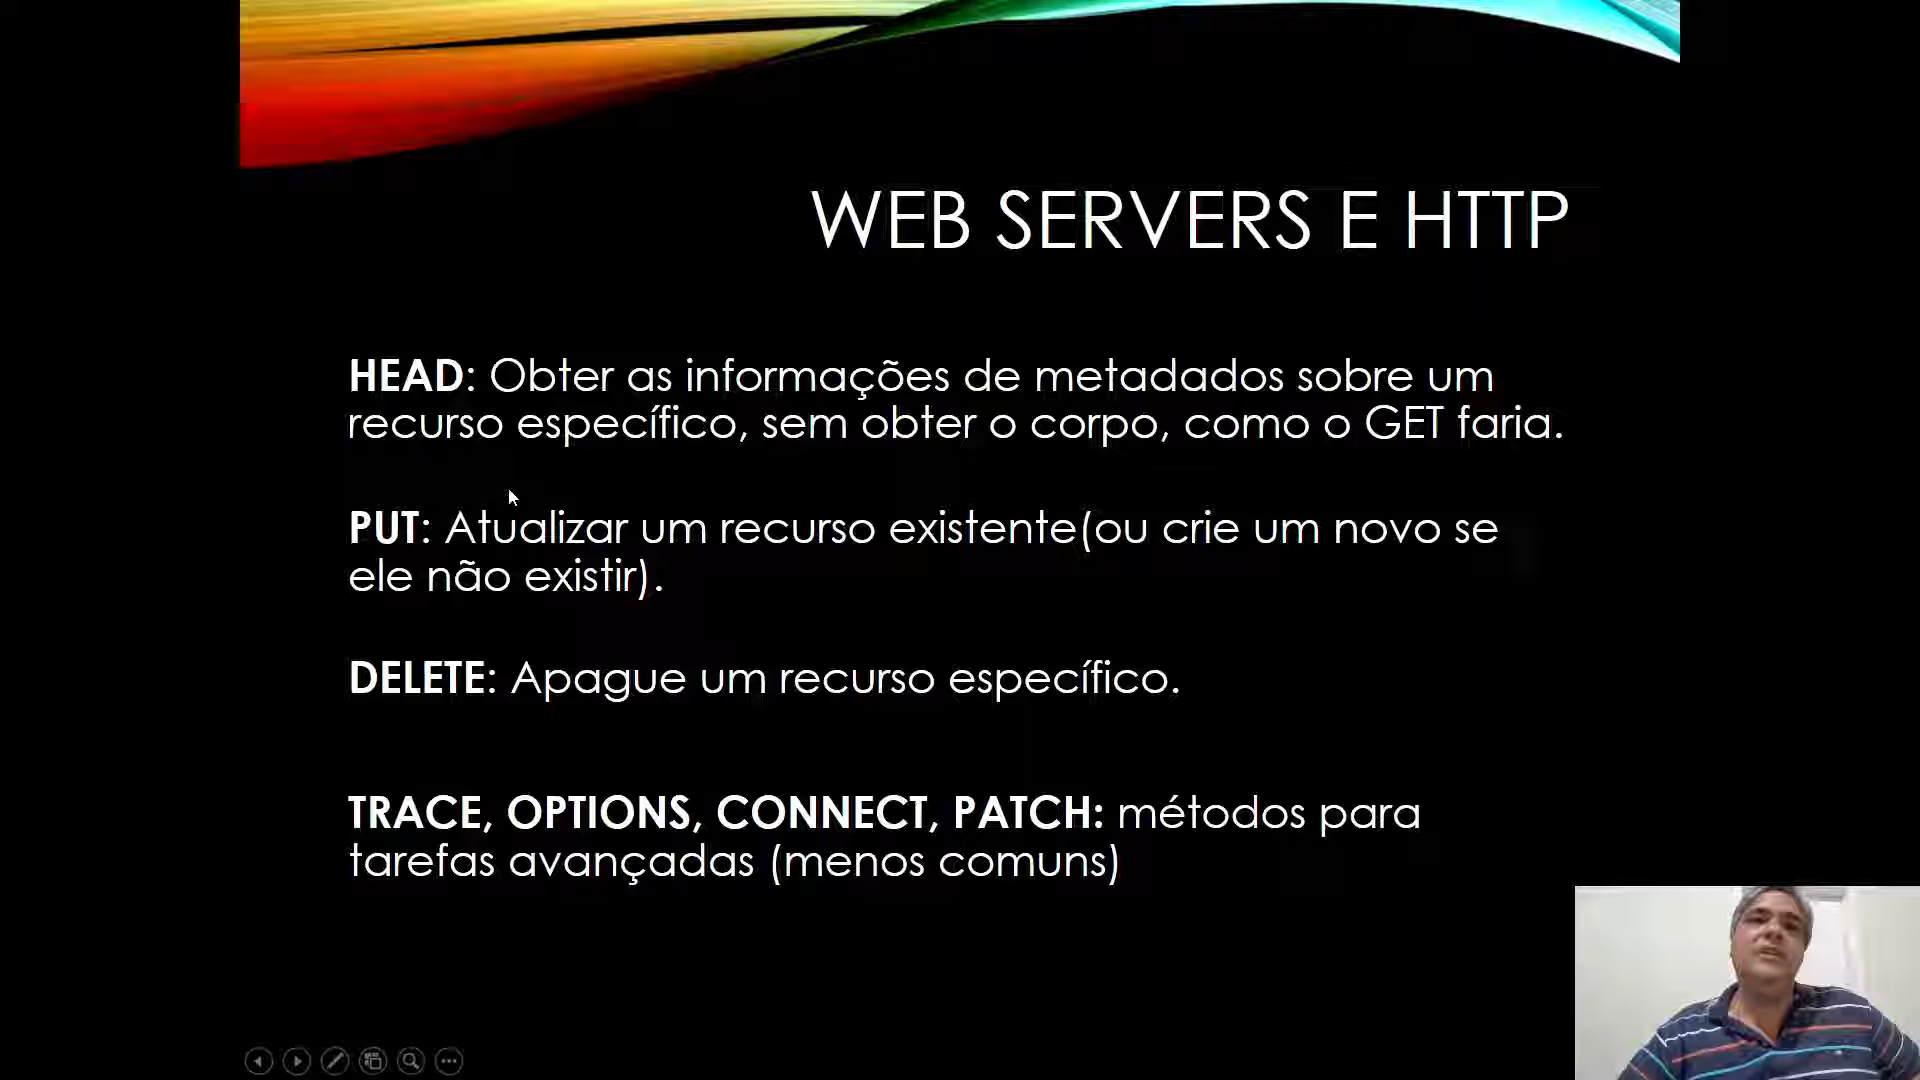 WEB SERVERS E HTTP
HEAD: Obter as informações de metadados sobre um
recurso específico, sem obter o corpo, como o GET faria.
PUT: Atualizar um recurso existente(ou crie um novo se
ele não existir).
DELETE: Apague um recurso específico.
TRACE, OPTIONS, CONNECT, PATCH: métodos para
tarefas avançadas (menos comuns)